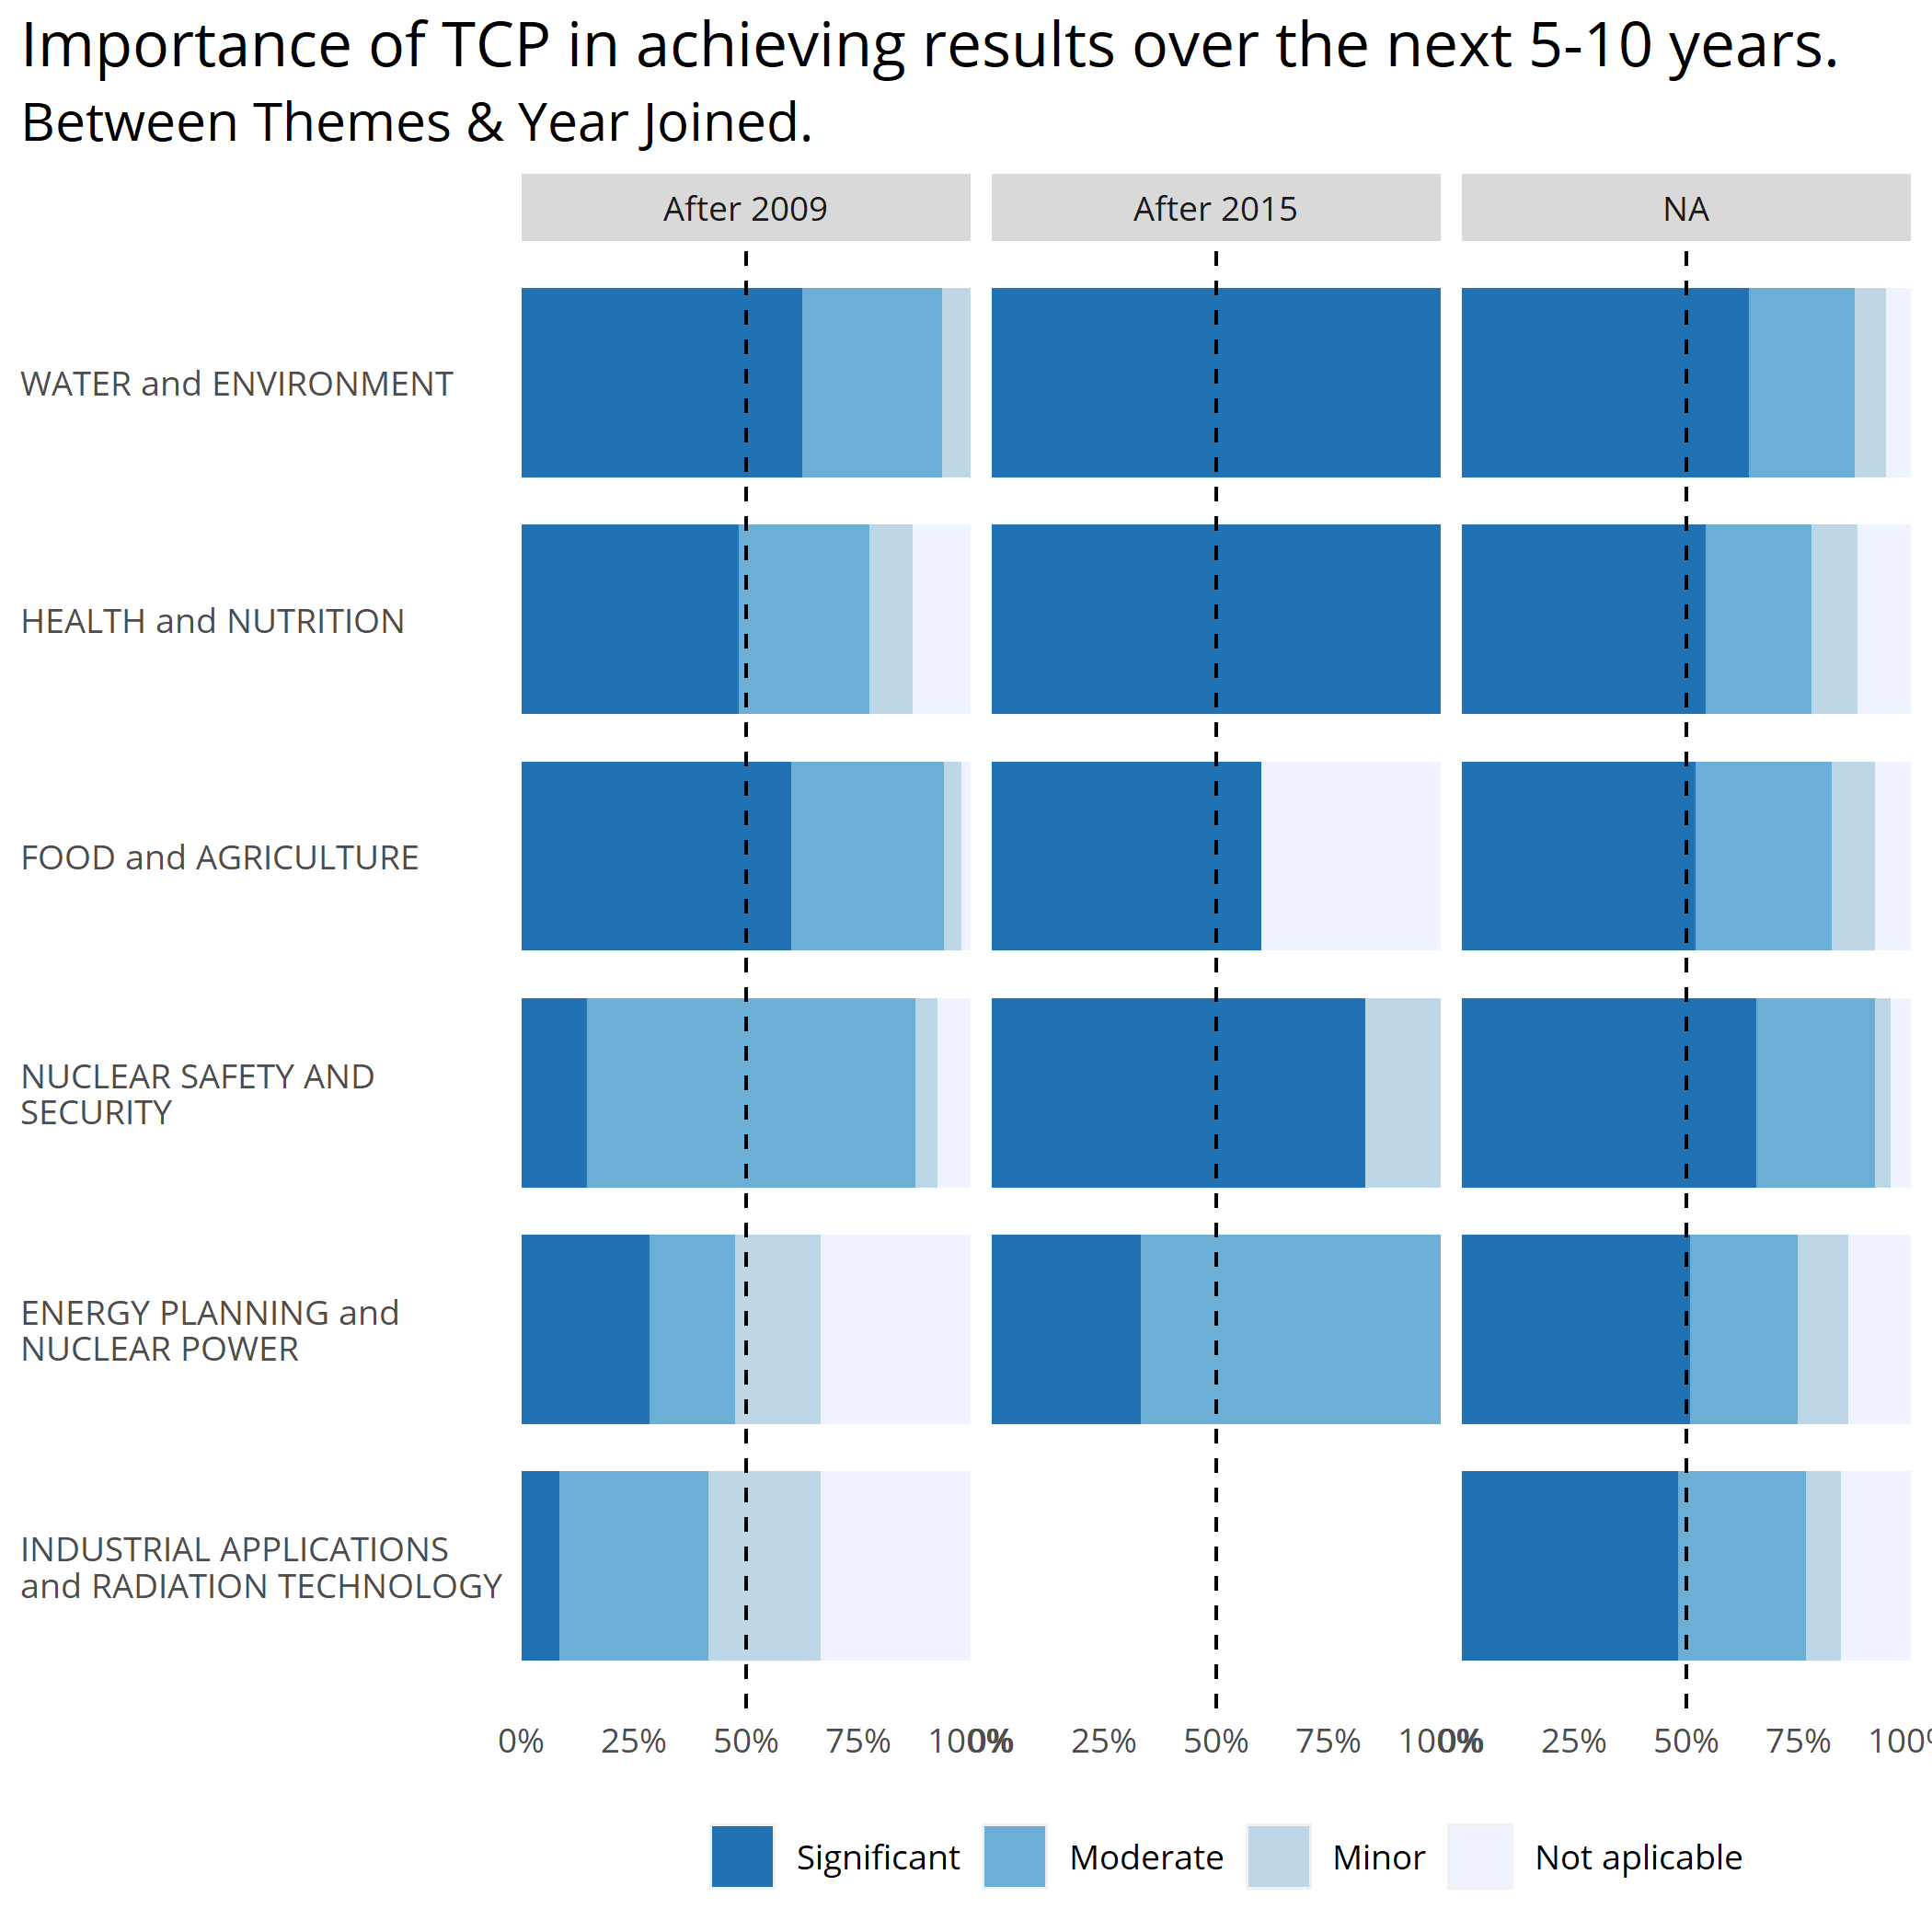 Importance of TCP in achieving results over the next 5-10 years.
Between Themes & Year Joined.
After 2009 After 2015 NA
WATER and ENVIRONMENT
HEALTH and NUTRITION
FOOD and AGRICULTURE
NUCLEAR SAFETY AND
SECURITY
ENERGY PLANNING and
NUCLEAR POWER
INDUSTRIAL APPLICATIONS
and RADIATION TECHNOLOGY
0% 25% 50% 75% 100% 0% 25% 50% 75% 100% 0% 25% 50% 75% 100%
Significant Moderate Minor Not aplicable